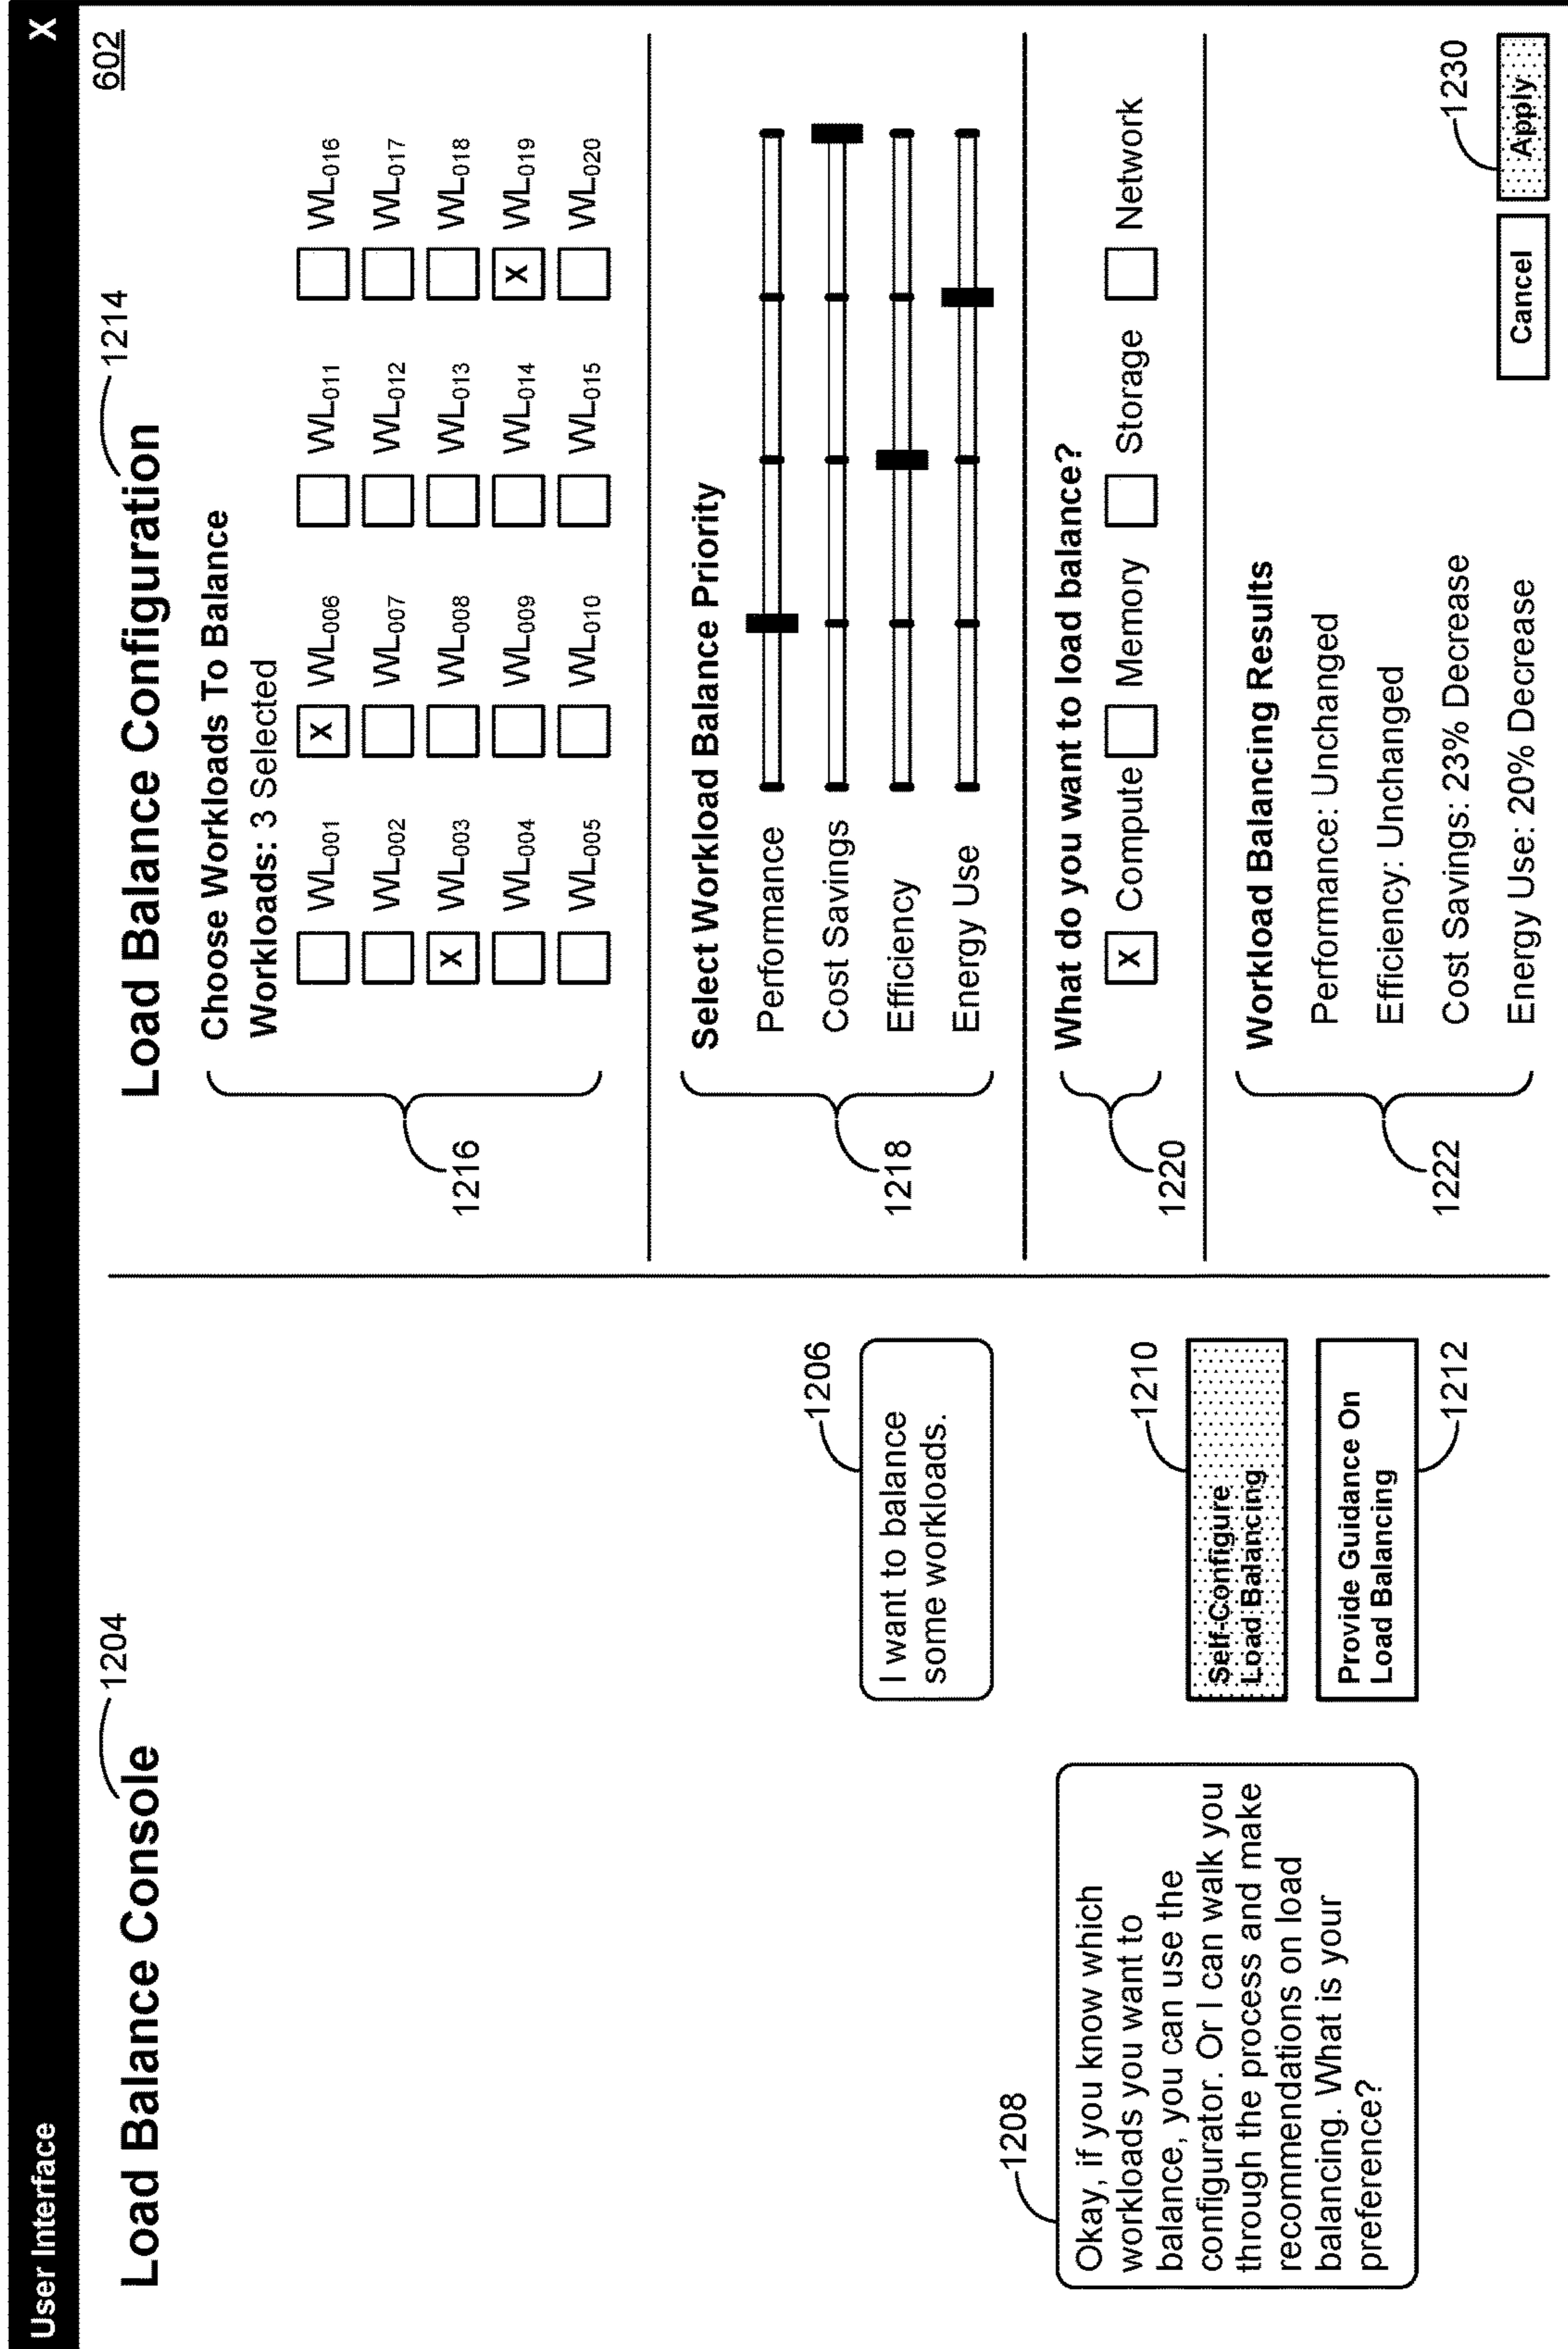 User Interface X
602
Load Balance Console
1204
I want to balance
some workloads.
1206
Okay, if you know which
workloads you want to
balance, you can use the
configurator. Or I can walk you
through the process and make
recommendations on load
balancing. What is your
preference?
1208
Self-Configure
Load Balancing
1210
Provide Guidance On
Load Balancing
1212
Load Balance Configuration
1214
Choose Workloads To Balance
Workloads: 3 Selected
WL001 X WL006 WL011 WL016
WL002 WL007 WL012 WL017
X WL003 WL008 WL013 WL018
WL004 WL009 WL014 X WL019
WL005 WL010 WL015 WL020
1216
Select Workload Balance Priority
Performance
Cost Savings
Efficiency
Energy Use
1218
What do you want to load balance?
X Compute Memory Storage Network
1220
Workload Balancing Results
Performance: Unchanged
Efficiency: Unchanged
Cost Savings: 23% Decrease
Energy Use: 20% Decrease
1222
1230
Cancel Apply